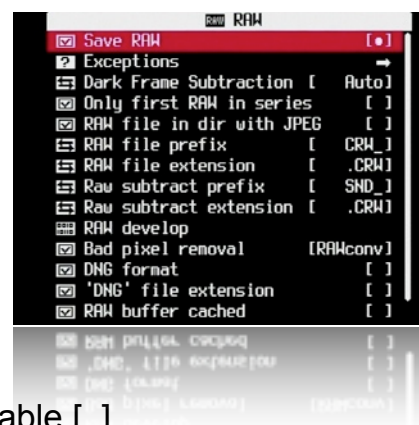 RAW RAW
Save RAW [•]
? Exceptions →
Dark Frame Subtraction [ Auto]
Only first RAW in series [ ]
RAW file in dir with JPEG [ ]
RAW file prefix [ CRW_]
RAW file extension [ .CRW]
Raw subtract prefix [ SND_]
Raw subtract extension [ .CRW]
RAW develop
Bad pixel removal [RAWconv]
DNG format [ ]
'DNG' file extension [ ]
RAW buffer cached [ ]
able [ ]